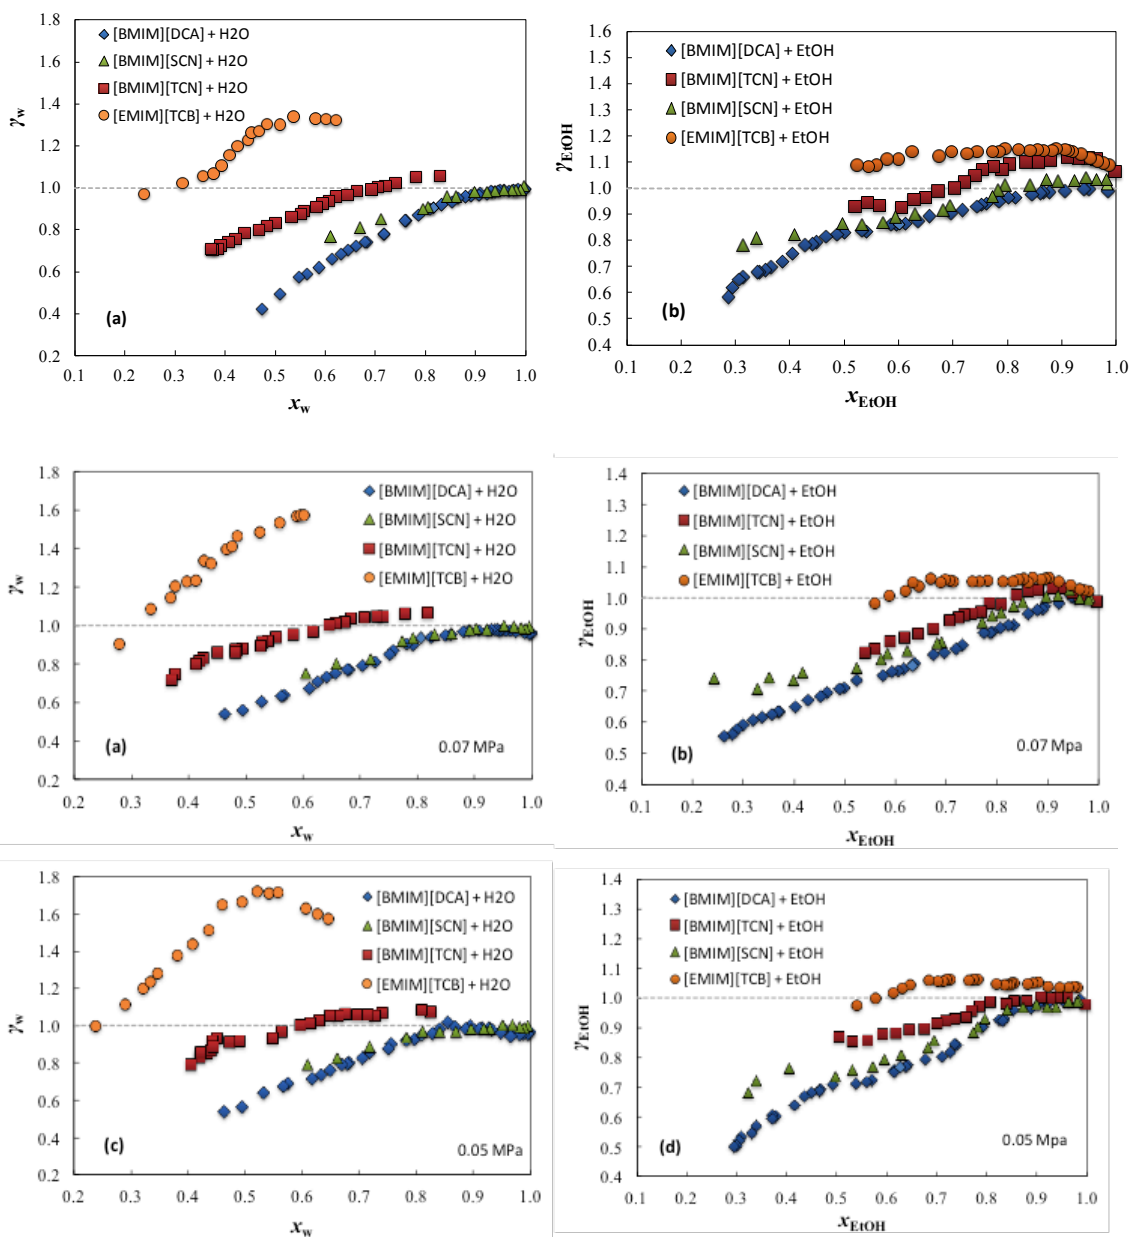 1.8
1.6
1.4
1.2
1.0
0.8
0.6
0.4
0.2
γw
[BMIM][DCA] + H2O
[BMIM][SCN] + H2O
[BMIM][TCN] + H2O
[EMIM][TCB] + H2O
(a)
0.1 0.2 0.3 0.4 0.5 0.6 0.7 0.8 0.9 1.0
xw
1.6
1.5
1.4
1.3
1.2
1.1
1.0
0.9
0.8
0.7
0.6
0.5
0.4
γEtOH
[BMIM][DCA] + EtOH
[BMIM][TCN] + EtOH
[BMIM][SCN] + EtOH
[EMIM][TCB] + EtOH
(b)
0.1 0.2 0.3 0.4 0.5 0.6 0.7 0.8 0.9 1.0
xEtOH
1.8
1.6
1.4
1.2
1.0
0.8
0.6
0.4
0.2
γw
[BMIM][DCA] + H2O
[BMIM][SCN] + H2O
[BMIM][TCN] + H2O
[EMIM][TCB] + H2O
(a)
0.07 MPa
0.2 0.3 0.4 0.5 0.6 0.7 0.8 0.9 1.0
xw
1.4
1.3
1.2
1.1
1.0
0.9
0.8
0.7
0.6
0.5
0.4
γEtOH
[BMIM][DCA] + EtOH
[BMIM][TCN] + EtOH
[BMIM][SCN] + EtOH
[EMIM][TCB] + EtOH
(b)
0.07 Mpa
0.1 0.2 0.3 0.4 0.5 0.6 0.7 0.8 0.9 1.0
xEtOH
1.8
1.6
1.4
1.2
1.0
0.8
0.6
0.4
0.2
γw
[BMIM][DCA] + H2O
[BMIM][SCN] + H2O
[BMIM][TCN] + H2O
[EMIM][TCB] + H2O
(c)
0.05 MPa
0.2 0.3 0.4 0.5 0.6 0.7 0.8 0.9 1.0
xw
1.4
1.3
1.2
1.1
1.0
0.9
0.8
0.7
0.6
0.5
0.4
γEtOH
[BMIM][DCA] + EtOH
[BMIM][TCN] + EtOH
[BMIM][SCN] + EtOH
[EMIM][TCB] + EtOH
(d)
0.05 Mpa
0.1 0.2 0.3 0.4 0.5 0.6 0.7 0.8 0.9 1.0
xEtOH